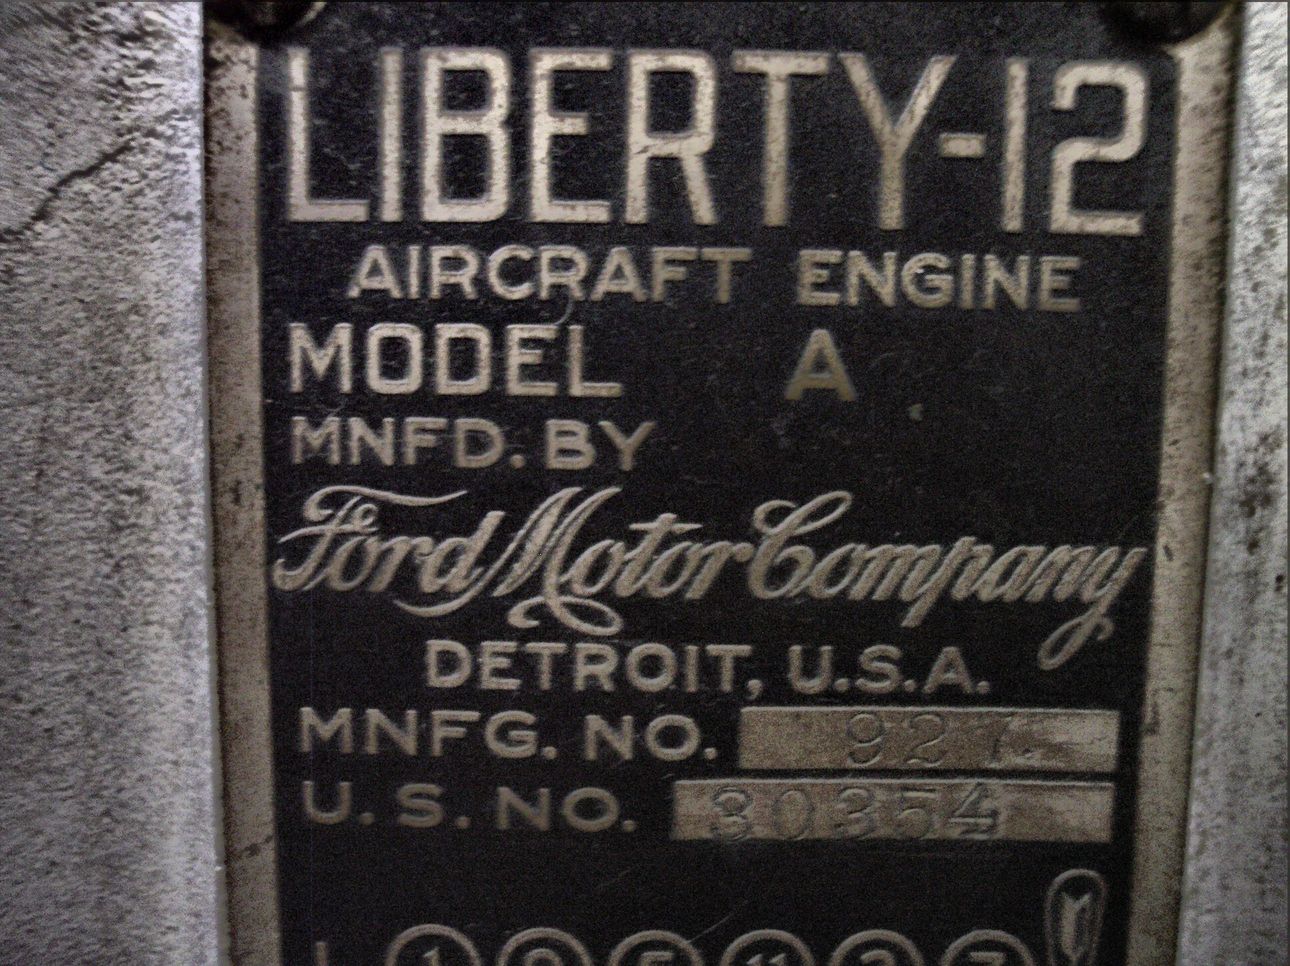 LIBERTY-12
AIRCRAFT ENGINE
MODEL A
MNFD. BY
Ford Motor Company
DETROIT, U.S.A.
MNFG. NO. 927.
U. S. NO. 30354